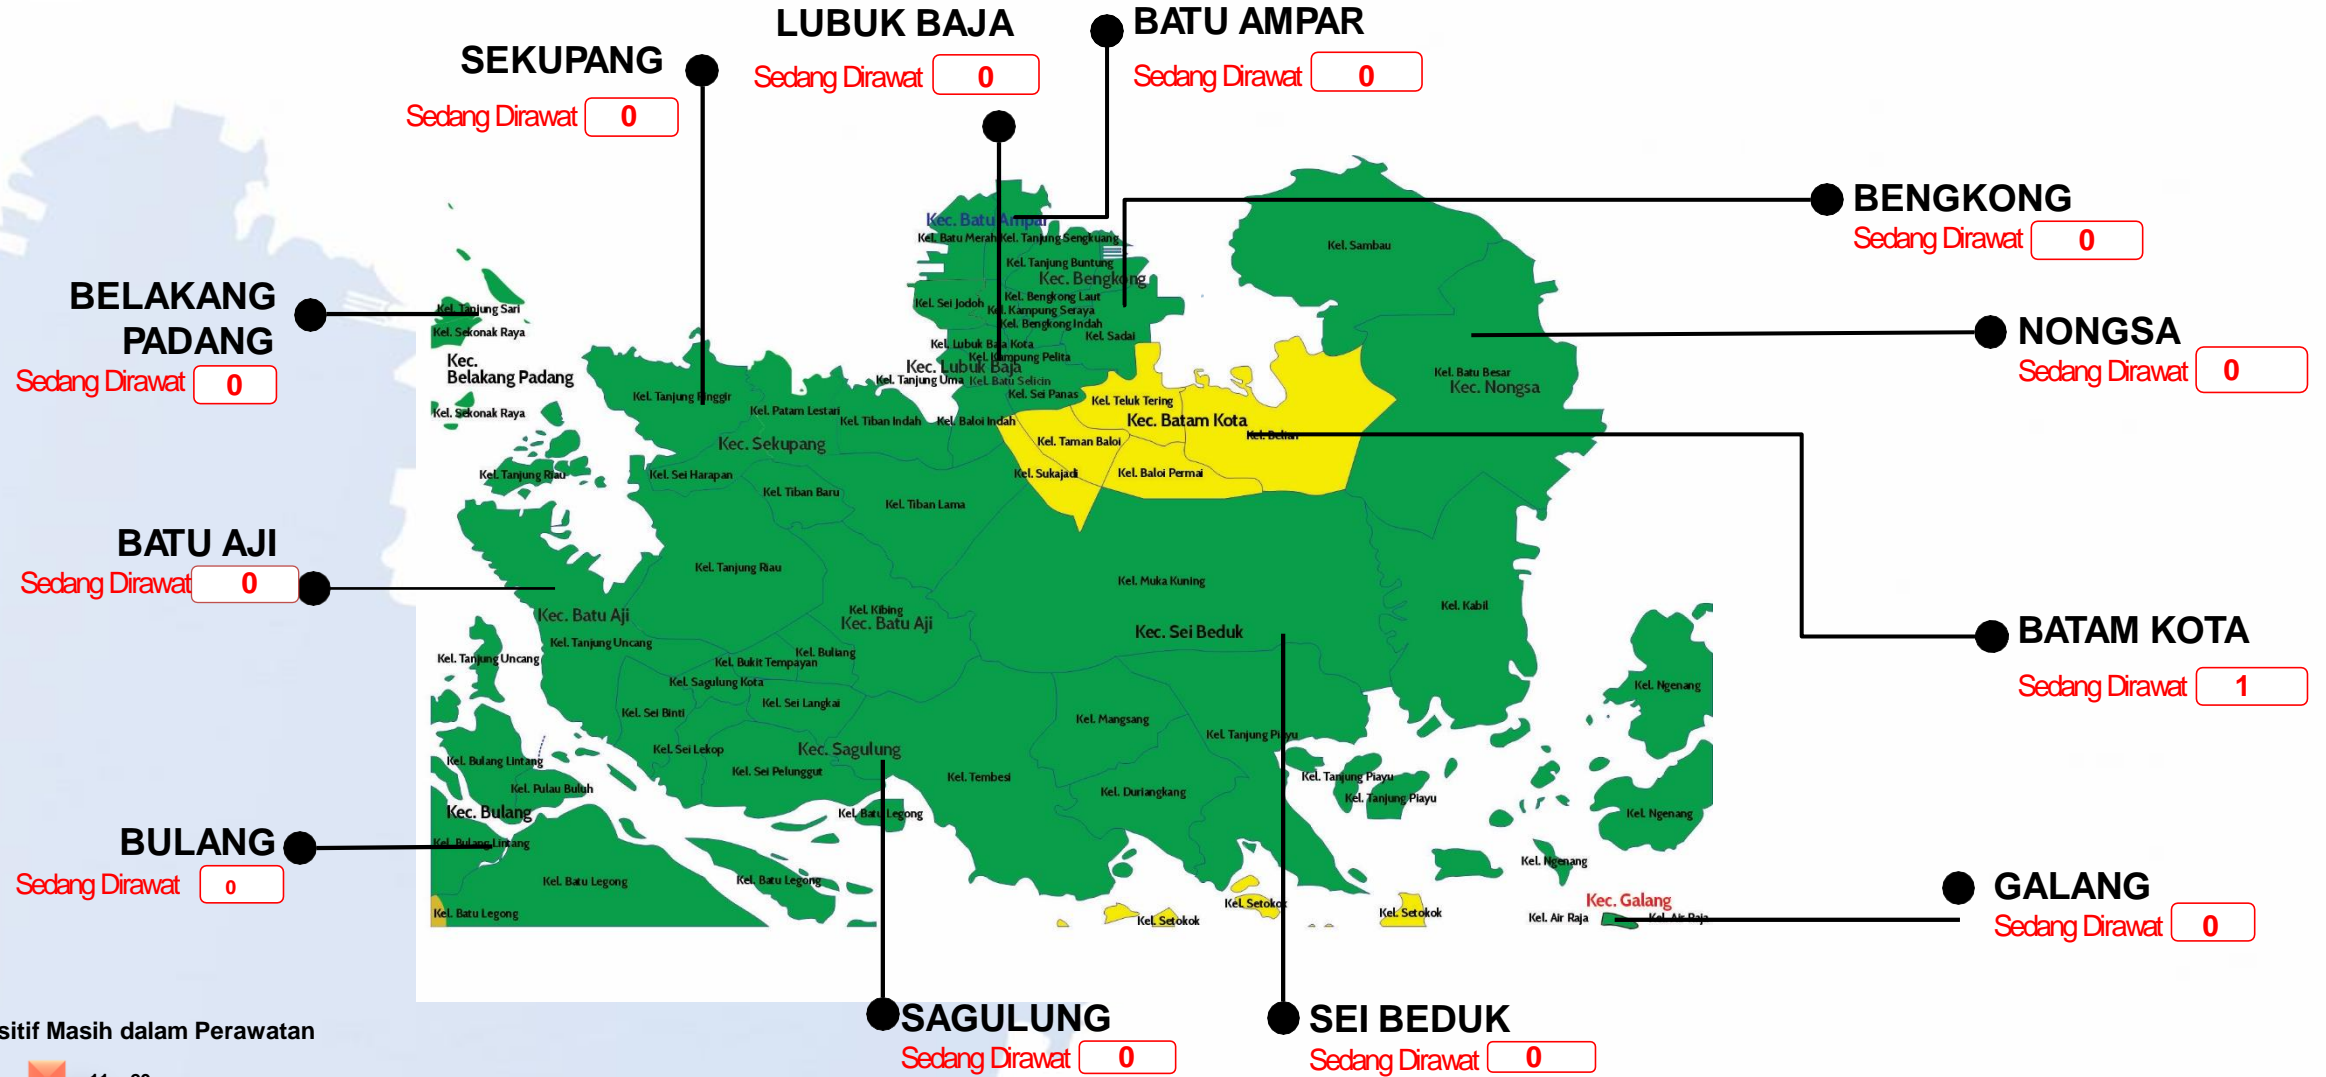 LUBUK BAJA
Sedang Dirawat 0
BATU AMPAR
Sedang Dirawat 0
SEKUPANG
Sedang Dirawat 0
BENGKONG
Sedang Dirawat 0
BELAKANG
PADANG
Sedang Dirawat 0
NONGSA
Sedang Dirawat 0
BATU AJI
Sedang Dirawat 0
BATAM KOTA
Sedang Dirawat 1
BULANG
Sedang Dirawat 0
GALANG
Sedang Dirawat 0
SAGULUNG
Sedang Dirawat 0
SEI BEDUK
Sedang Dirawat 0
Kec. Batu Ampar
Kel. Batu Merah
Kel. Tanjung Sengkuang
Kel. Tanjung Buntung
Kec. Bengkong
Kel. Bengkong Laut
Kel. Sei Jodoh
Kel. Kampung Seraya
Kel. Bengkong Indah
Kel. Sadai
Kel. Lubuk Baja Kota
Kel. Kampung Pelita
Kec. Lubuk Baja
Kel. Tanjung Uma
Kel. Batu Selicin
Kel. Sei Panas
Kel. Sambau
Kel. Batu Besar
Kec. Nongsa
Kel. Tanjung Sari
Kel. Sekonak Raya
Kec.
Belakang Padang
Kel. Sekonak Raya
Kel. Tanjung Riau
Kel. Tanjung Pinggir
Kel. Patam Lestari
Kel. Tiban Indah
Kel. Baloi Indah
Kec. Sekupang
Kel. Sei Harapan
Kel. Tiban Baru
Kel. Tiban Lama
Kel. Teluk Tering
Kec. Batam Kota
Kel. Belian
Kel. Taman Baloi
Kel. Sukajadi
Kel. Baloi Permai
Kel. Tanjung Riau
Kel. Muka Kuning
Kel. Kabil
Kec. Sei Beduk
Kec. Batu Aji
Kel. Kibing
Kec. Batu Aji
Kel. Tanjung Uncang
Kel. Tanjung Uncang
Kel. Buliang
Kel. Bukit Tempayan
Kel. Sagulung Kota
Kel. Sei Langkai
Kel. Sei Binti
Kel. Sei Lekop
Kec. Sagulung
Kel. Sei Pelunggut
Kel. Tembesi
Kel. Mangsang
Kel. Tanjung Piayu
Kel. Duriangkang
Kel. Tanjung Piayu
Kel. Tanjung Piayu
Kel. Ngenang
Kel. Ngenang
Kel. Ngenang
Kel. Bulang Lintang
Kel. Pulau Buluh
Kec. Bulang
Kel. Bulang Lintang
Kel. Batu Legong
Kel. Batu Legong
Kel. Batu Legong
Kel. Batu Legong
Kel. Setokok
Kel. Setokok
Kel. Setokok
Kec. Galang
Kel. Air Raja
Kel. Air Raja
sitif Masih dalam Perawatan